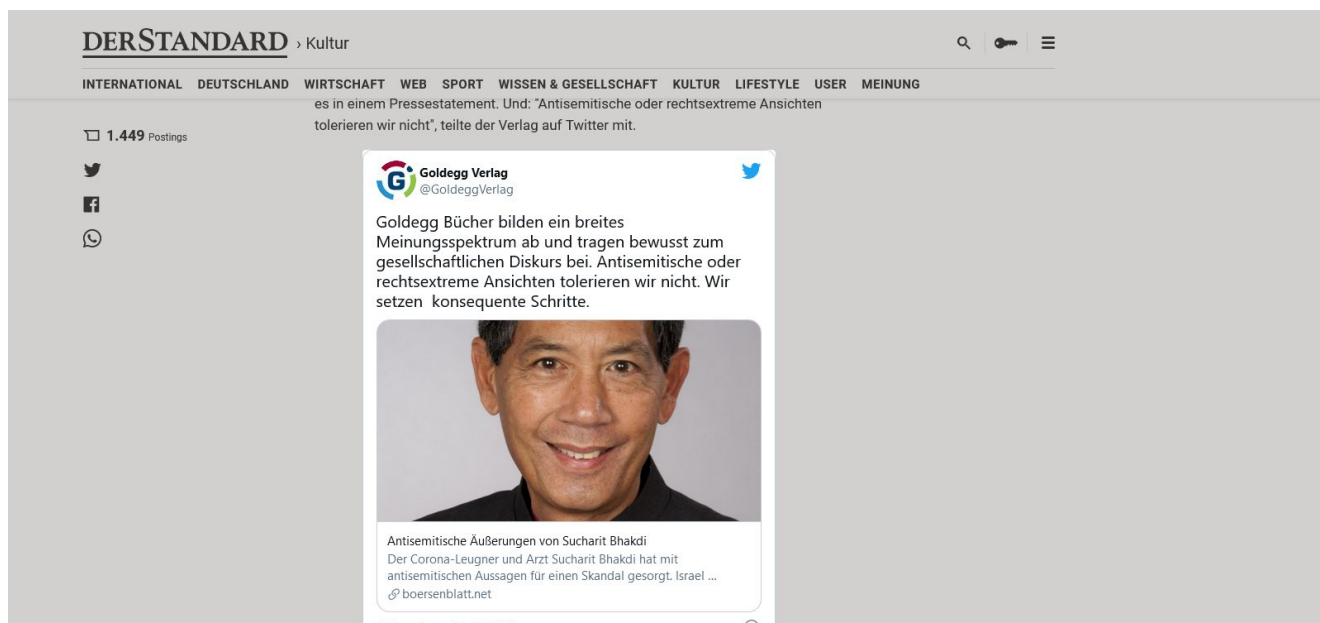 DERSTANDARD › Kultur
INTERNATIONAL DEUTSCHLAND WIRTSCHAFT WEB SPORT WISSEN & GESELLSCHAFT KULTUR LIFESTYLE USER MEINUNG
es in einem Pressestatement. Und: "Antisemitische oder rechtsextreme Ansichten
tolerieren wir nicht", teilte der Verlag auf Twitter mit.
1.449 Postings
G
Goldegg Verlag
@GoldeggVerlag
Goldegg Bücher bilden ein breites
Meinungsspektrum ab und tragen bewusst zum
gesellschaftlichen Diskurs bei. Antisemitische oder
rechtsextreme Ansichten tolerieren wir nicht. Wir
setzen konsequente Schritte.
Antisemitische Äußerungen von Sucharit Bhakdi
Der Corona-Leugner und Arzt Sucharit Bhakdi hat mit
antisemitischen Aussagen für einen Skandal gesorgt. Israel ...
boersenblatt.net